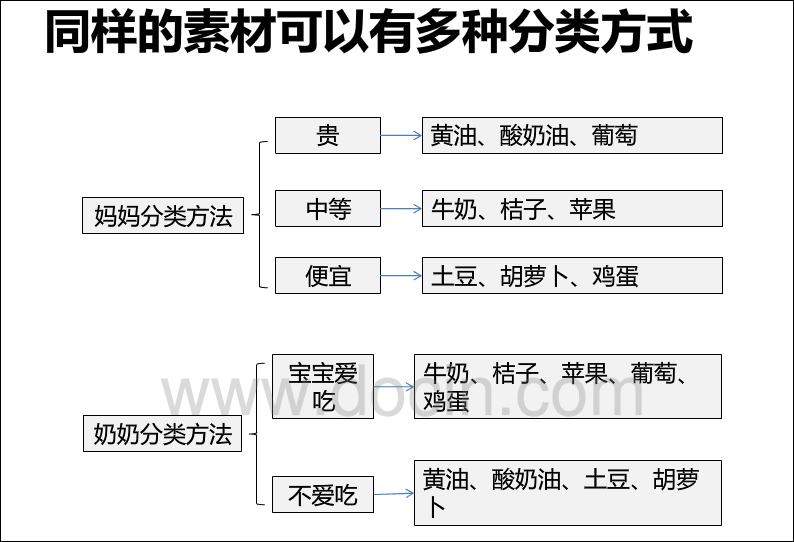 同样的素材可以有多种分类方式
贵
黄油、酸奶油、葡萄
妈妈分类方法
中等
牛奶、桔子、苹果
便宜
土豆、胡萝卜、鸡蛋
宝宝爱
吃
牛奶、桔子、苹果、葡萄、
鸡蛋
www.docin.com
奶奶分类方法
不爱吃
黄油、酸奶油、土豆、胡萝
卜